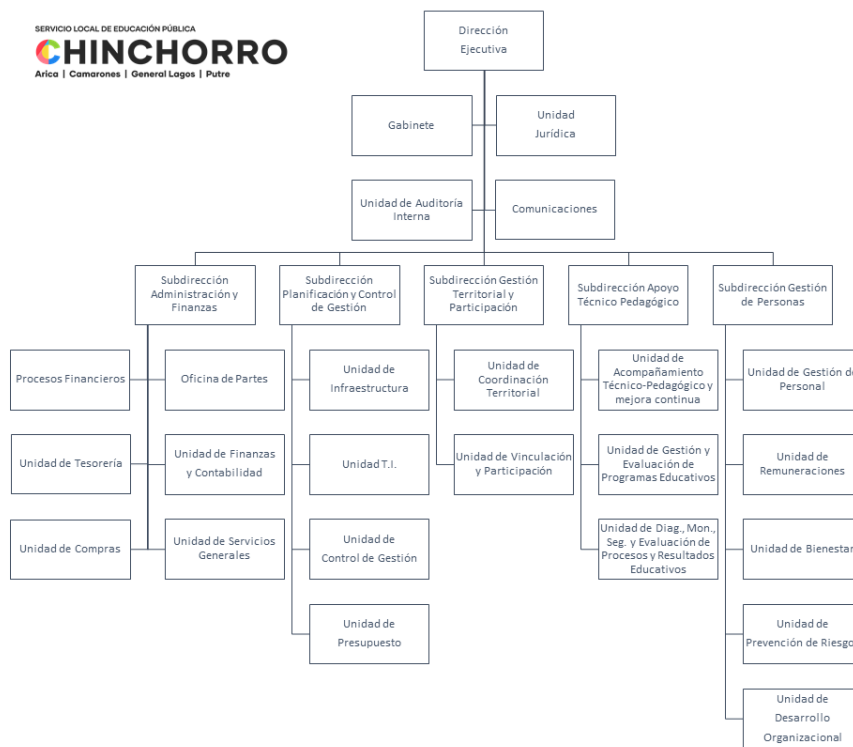 SERVICIO LOCAL DE EDUCACIÓN PÚBLICA
CHINCHORRO
Arica | Camarones | General Lagos | Putre
Dirección
Ejecutiva
Gabinete
Unidad
Jurídica
Unidad de Auditoría
Interna
Comunicaciones
Subdirección
Administración y
Finanzas
Subdirección
Planificación y Control
de Gestión
Subdirección Gestión
Territorial y
Participación
Subdirección Apoyo
Técnico Pedagógico
Subdirección Gestión
de Personas
Procesos Financieros
Oficina de Partes
Unidad de
Infraestructura
Unidad de
Coordinación
Territorial
Unidad de
Acompañamiento
Técnico-Pedagógico y
mejora continua
Unidad de Gestión de
Personal
Unidad de Tesorería
Unidad de Finanzas
y Contabilidad
Unidad T.I.
Unidad de Vinculación
y Participación
Unidad de Gestión y
Evaluación de
Programas Educativos
Unidad de
Remuneraciones
Unidad de Compras
Unidad de Servicios
Generales
Unidad de
Control de Gestión
Unidad de Diag., Mon.,
Seg. y Evaluación de
Procesos y Resultados
Educativos
Unidad de Bienestar
Unidad de
Presupuesto
Unidad de
Prevención de Riesgo
Unidad de
Desarrollo
Organizacional